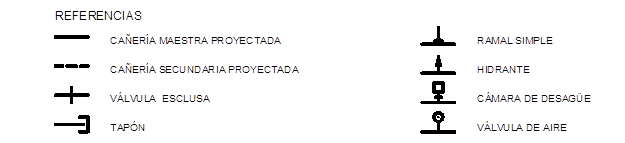 REFERENCIAS
CAÑERÍA MAESTRA PROYECTADA
CAÑERÍA SECUNDARIA PROYECTADA
VÁLVULA ESCLUSA
TAPÓN
RAMAL SIMPLE
HIDRANTE
CÁMARA DE DESAGÜE
VÁLVULA DE AIRE